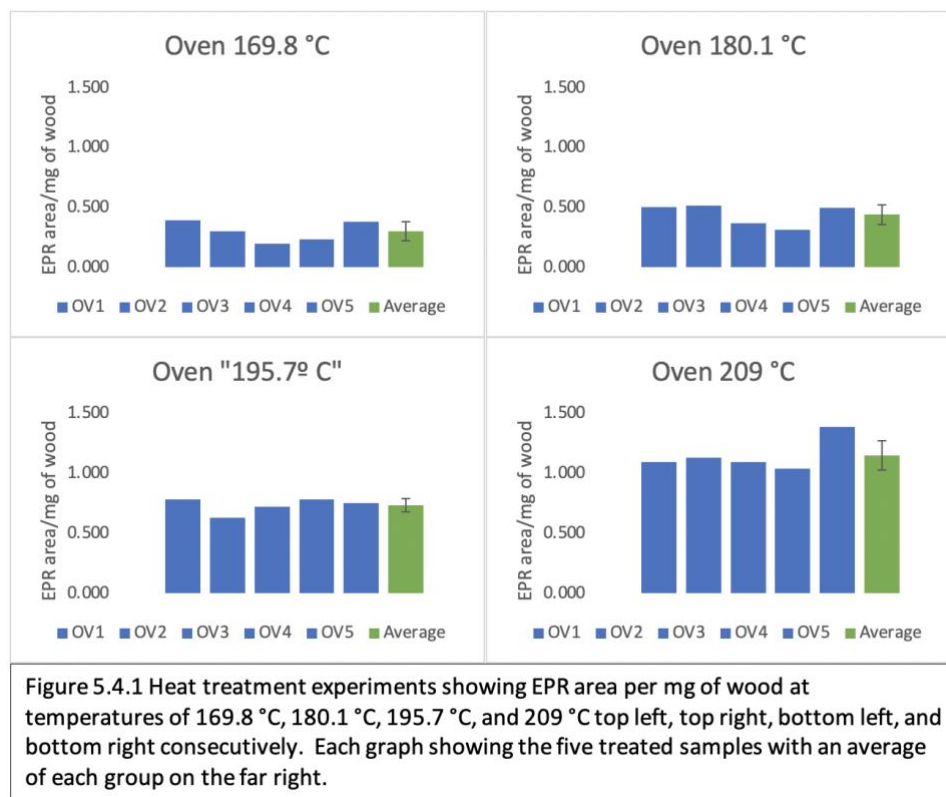 Oven 169.8 °C
1.500
1.000
0.500
0.000
EPR area/mg of wood
OV1 OV2 OV3 OV4 OV5 Average
Oven 180.1 °C
1.500
1.000
0.500
0.000
EPR area/mg of wood
OV1 OV2 OV3 OV4 OV5 Average
Oven "195.7º C"
1.500
1.000
0.500
0.000
EPR area/mg of wood
OV1 OV2 OV3 OV4 OV5 Average
Oven 209 °C
1.500
1.000
0.500
0.000
EPR area/mg of wood
OV1 OV2 OV3 OV4 OV5 Average
Figure 5.4.1 Heat treatment experiments showing EPR area per mg of wood at
temperatures of 169.8 °C, 180.1 °C, 195.7 °C, and 209 °C top left, top right, bottom left, and
bottom right consecutively.  Each graph showing the five treated samples with an average
of each group on the far right.